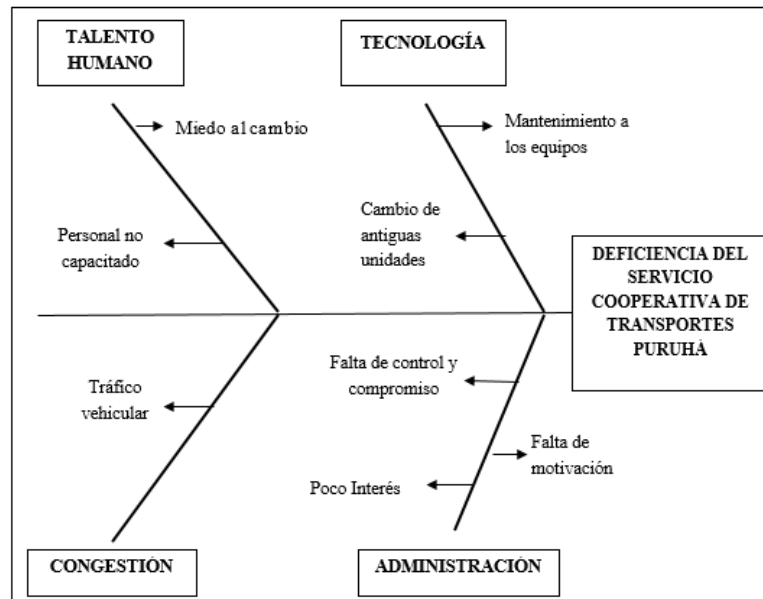 TALENTO
HUMANO
TECNOLOGÍA
Miedo al cambio
Mantenimiento a
los equipos
Personal no
capacitado
Cambio de
antiguas
unidades
DEFICIENCIA DEL
SERVICIO
COOPERATIVA DE
TRANSPORTES
PURUHÁ
Tráfico
vehicular
Falta de control y
compromiso
Falta de
motivación
Poco Interés
CONGESTIÓN
ADMINISTRACIÓN